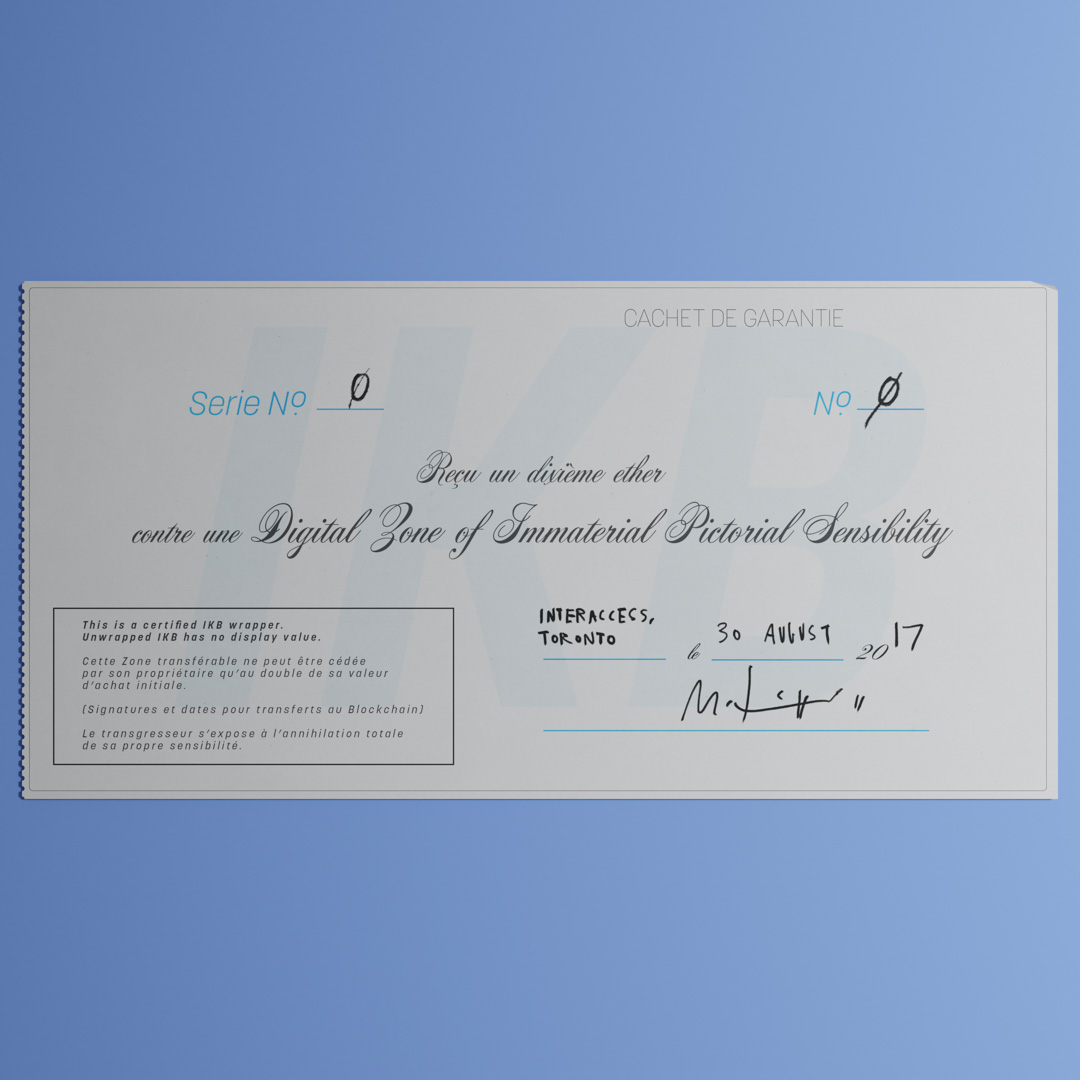 IKB
CACHET DE GARANTIE
Serie Nº 0
Nº 0
Reçu un dixième ether
contre une Digital Zone of Immaterial Pictorial Sensibility
This is a certified IKB wrapper.
Unwrapped IKB has no display value.
Cette Zone transférable ne peut être cédée
par son propriétaire qu'au double de sa valeur
d'achat initiale.
(Signatures et dates pour transferts au Blockchain)
Le transgresseur s'expose à l'annihilation totale
de sa propre sensibilité.
INTERACCESS,
TORONTO
le 30 AUGUST 2017